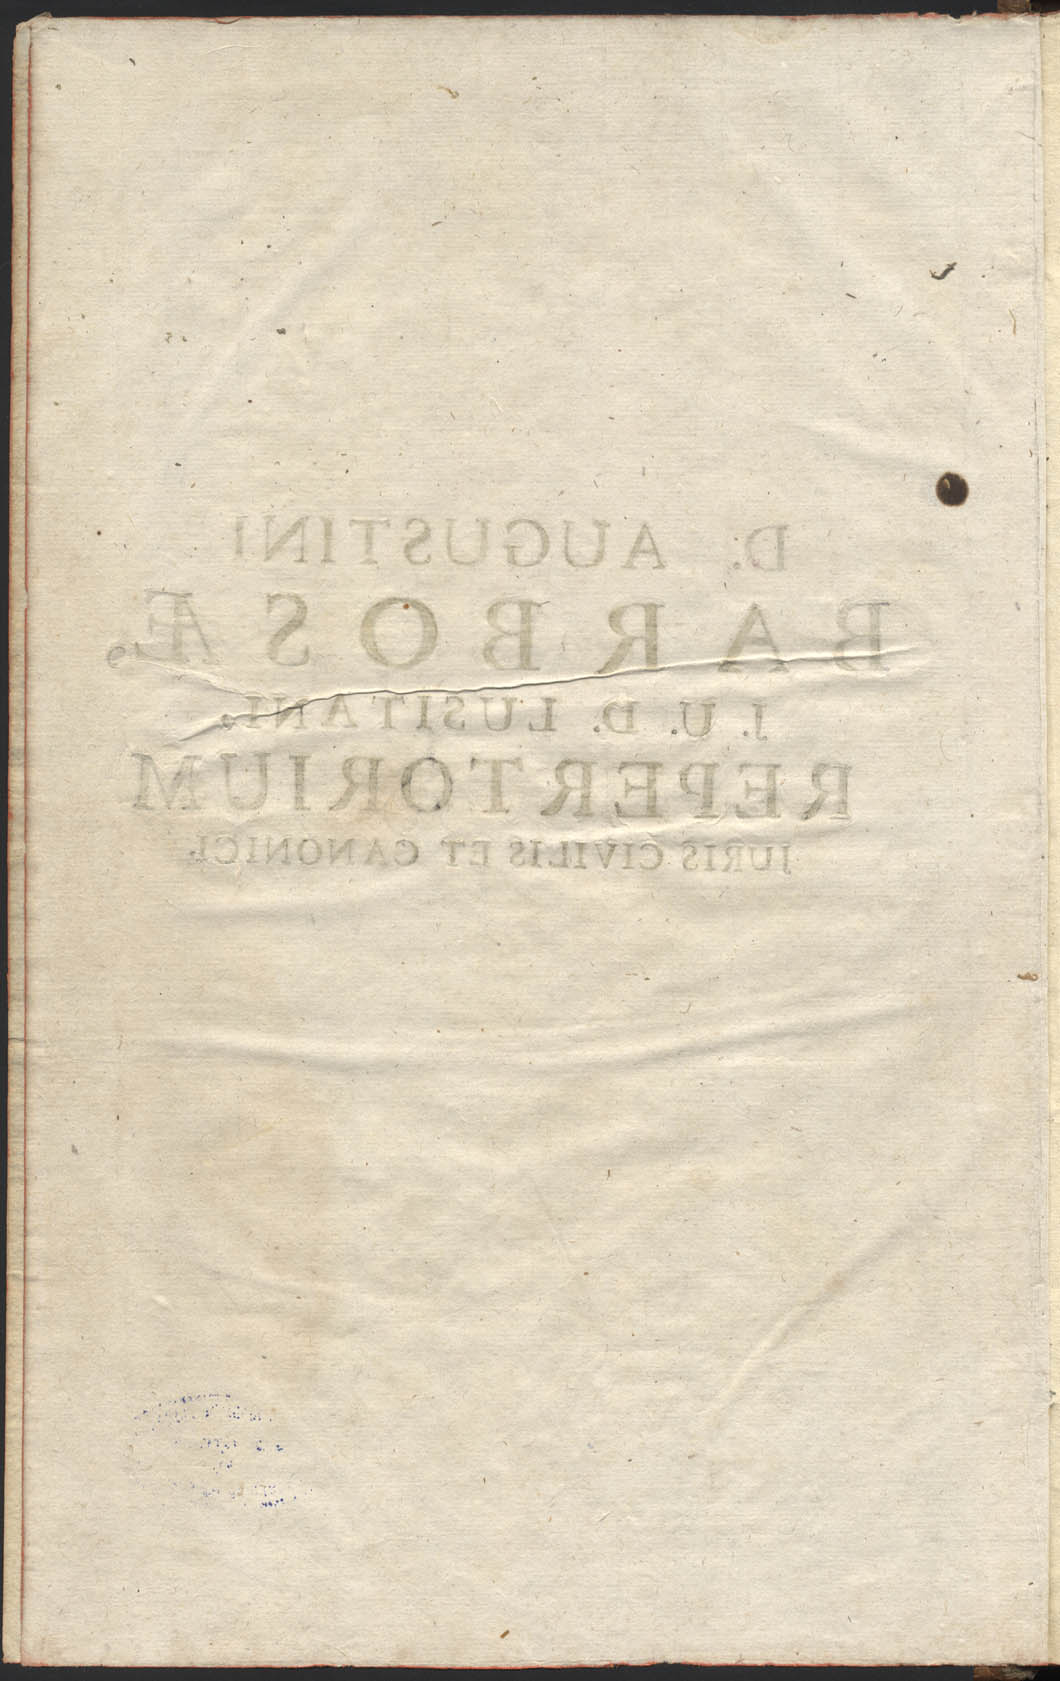 D. AUGUSTINI
BARBOSÆ,
J. U. D. LUSITANI,
REPERTORIUM
JURIS CIVILIS ET CANONICI.